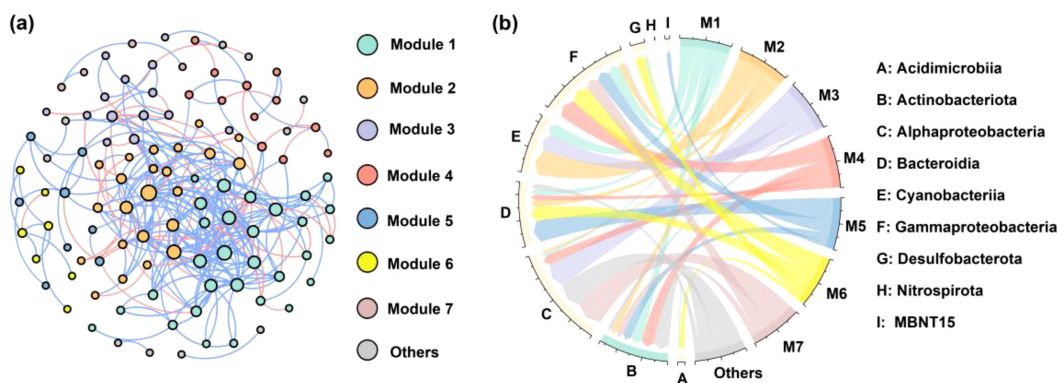 (a)
Module 1
Module 2
Module 3
Module 4
Module 5
Module 6
Module 7
Others
(b)
A
B
C
D
E
F
G
H
I
M1
M2
M3
M4
M5
M6
M7
Others
A: Acidimicrobiia
B: Actinobacteriota
C: Alphaproteobacteria
D: Bacteroidia
E: Cyanobacteriia
F: Gammaproteobacteria
G: Desulfobacterota
H: Nitrospirota
I: MBNT15